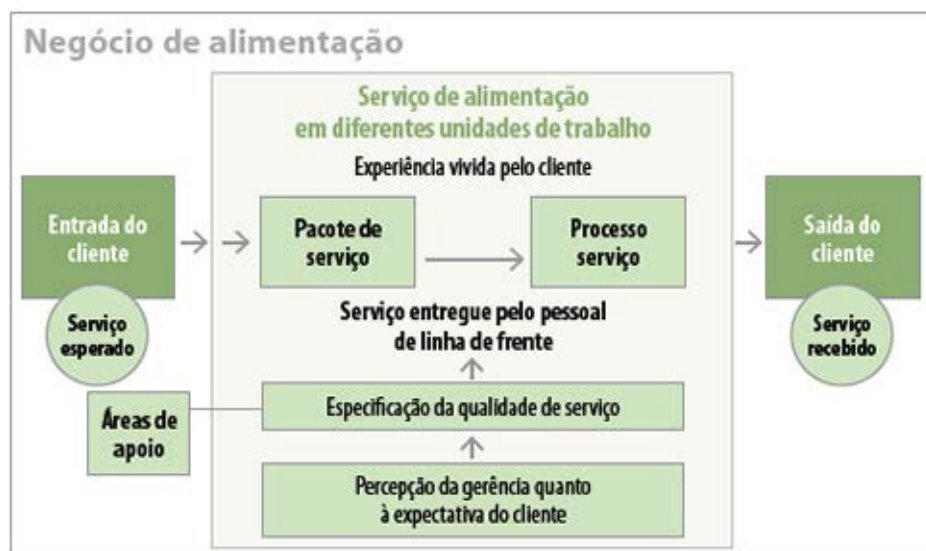 Negócio de alimentação
Serviço de alimentação
em diferentes unidades de trabalho
Experiência vivida pelo cliente
Entrada do
cliente
Pacote de
serviço
Processo
serviço
Saída do
cliente
Serviço
esperado
Serviço entregue pelo pessoal
de linha de frente
Serviço
recebido
Áreas de
apoio
Especificação da qualidade de serviço
Percepção da gerência quanto
à expectativa do cliente